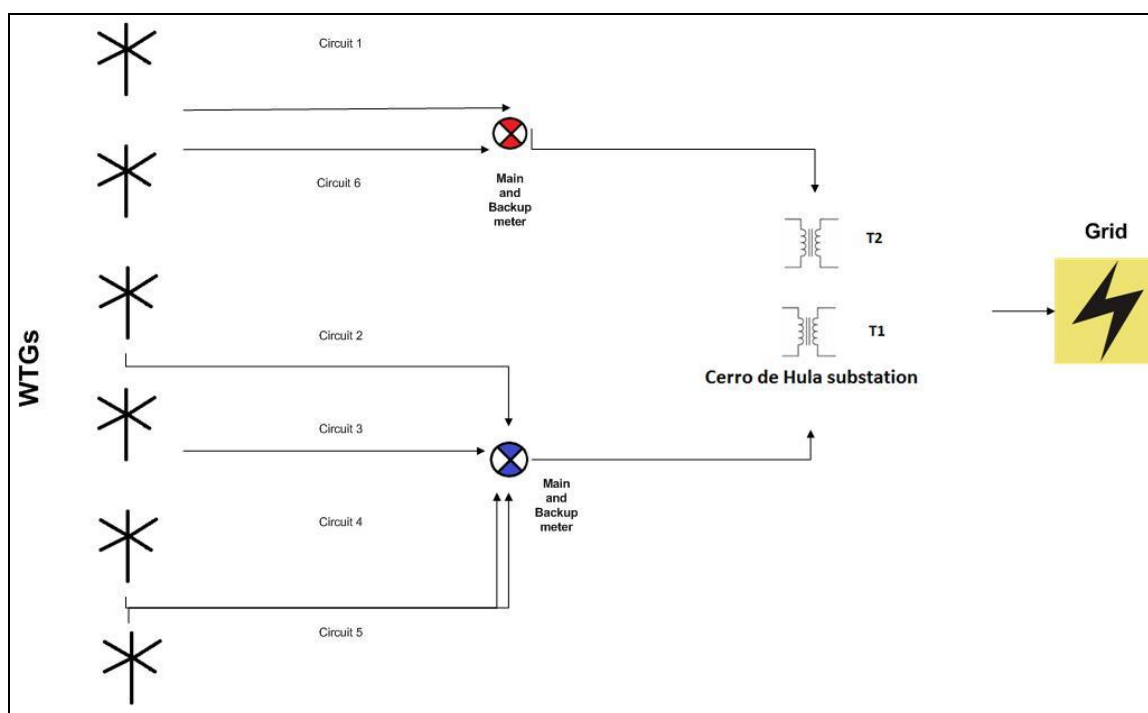 WTGs
Circuit 1
Circuit 6
Main
and
Backup
meter
T2
Grid
T1
Cerro de Hula substation
Circuit 2
Circuit 3
Main
and
Backup
meter
Circuit 4
Circuit 5